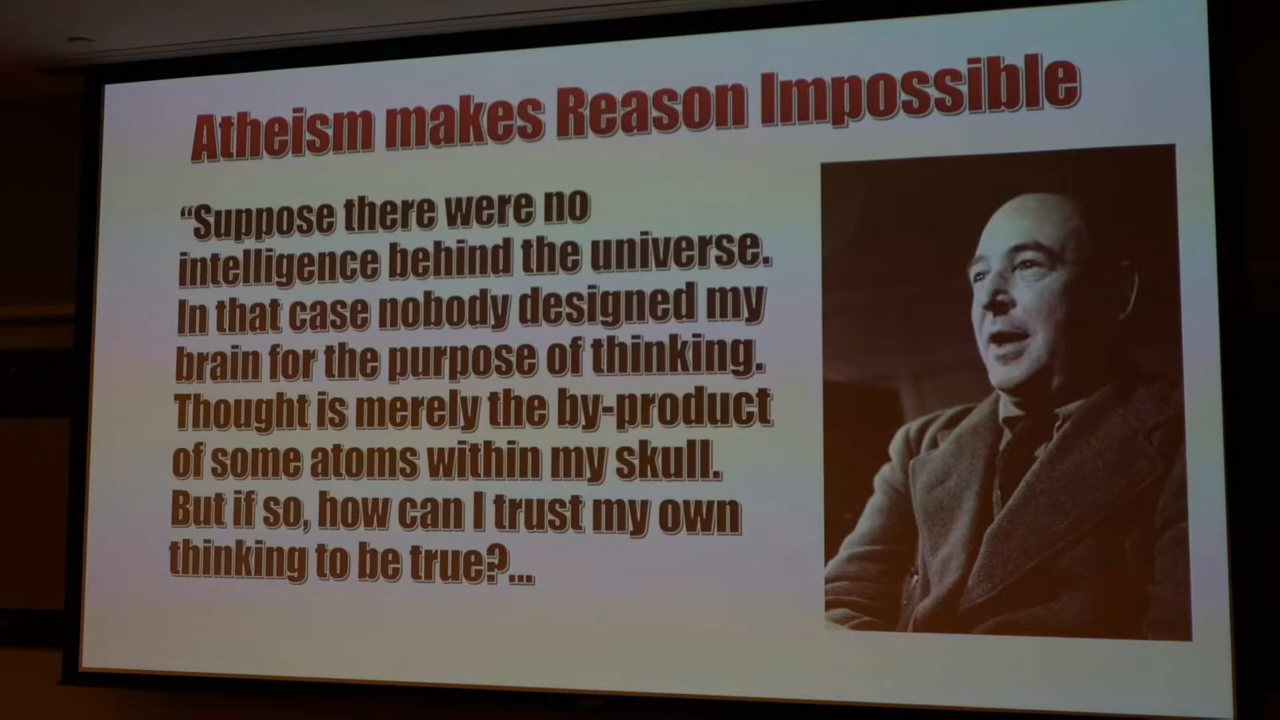 Atheism makes Reason Impossible
“Suppose there were no
intelligence behind the universe.
In that case nobody designed my
brain for the purpose of thinking.
Thought is merely the by-product
of some atoms within my skull.
But if so, how can I trust my own
thinking to be true?...